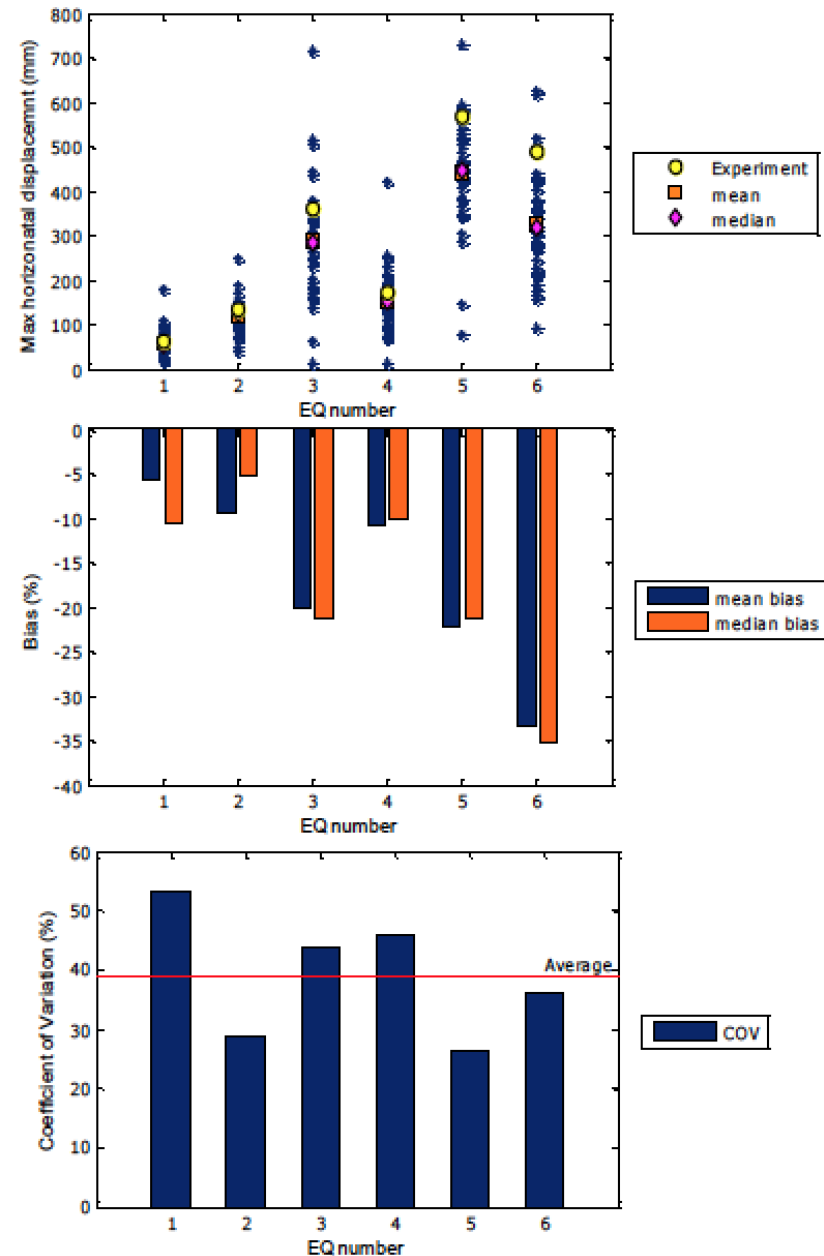 800
700
600
500
400
300
200
100
0
Max horizonatal displacemnt (mm)
1 2 3 4 5 6
EQ number
Experiment
mean
median
0
-5
-10
-15
-20
-25
-30
-35
-40
Bias (%)
1 2 3 4 5 6
EQ number
mean bias
median bias
60
50
40
30
20
10
0
Coefficient of Variation (%)
Average
1 2 3 4 5 6
EQ number
COV